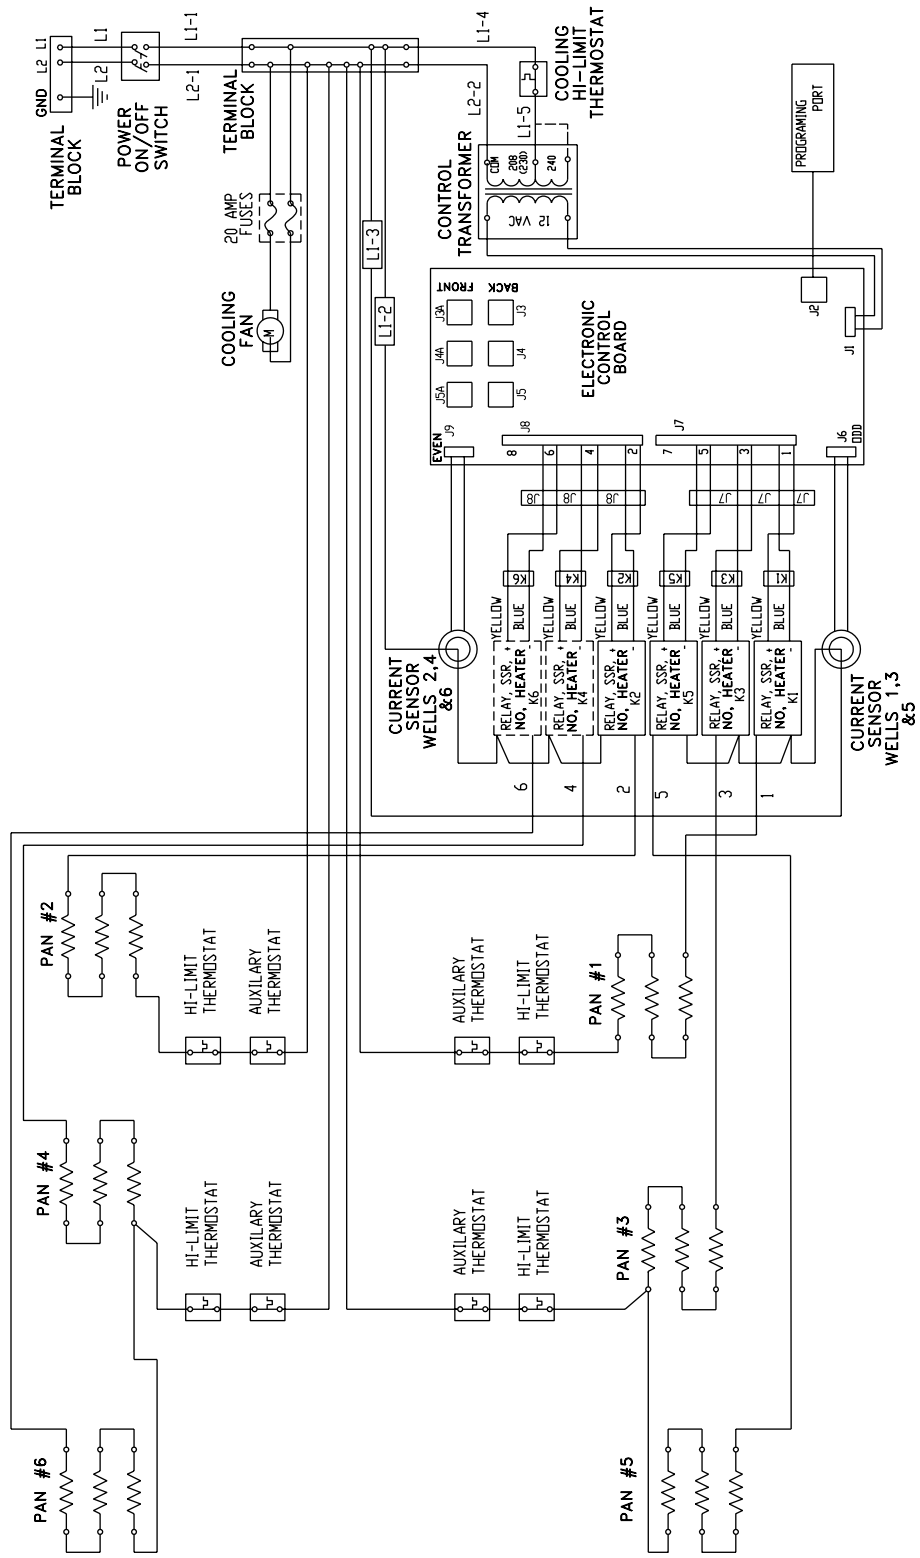 L1
L2
GND
TERMINAL
BLOCK
L1
L2
POWER
ON/OFF
SWITCH
L1-1
L2-1
TERMINAL
BLOCK
L1-4
L2-2
COOLING
HI-LIMIT
THERMOSTAT
L1-5
CONTROL
TRANSFORMER
COM
208
(230)
240
12 VAC
PROGRAMING
PORT
20 AMP
FUSES
COOLING
FAN
M
L1-3
L1-2
FRONT
BACK
J3A
J3
J4A
J4
J5A
J5
J2
J1
ELECTRONIC
CONTROL
BOARD
EVEN
J9
J8
8
6
4
2
J7
7
5
3
1
J6
ODD
J8
J8
J8
J7
J7
J7
K6
K4
K2
K5
K3
K1
YELLOW
BLUE
YELLOW
BLUE
YELLOW
BLUE
YELLOW
BLUE
YELLOW
BLUE
YELLOW
BLUE
RELAY, SSR, +
NO, HEATER -
K6
RELAY, SSR, +
NO, HEATER -
K4
RELAY, SSR, +
NO, HEATER -
K2
RELAY, SSR, +
NO, HEATER -
K5
RELAY, SSR, +
NO, HEATER -
K3
RELAY, SSR, +
NO, HEATER -
K1
CURRENT
SENSOR
WELLS 2,4
&6
CURRENT
SENSOR
WELLS 1,3
&5
6
4
2
5
3
1
PAN #2
HI-LIMIT
THERMOSTAT
AUXILARY
THERMOSTAT
AUXILARY
THERMOSTAT
HI-LIMIT
THERMOSTAT
PAN #1
PAN #4
HI-LIMIT
THERMOSTAT
AUXILARY
THERMOSTAT
AUXILARY
THERMOSTAT
HI-LIMIT
THERMOSTAT
PAN #3
PAN #6
PAN #5